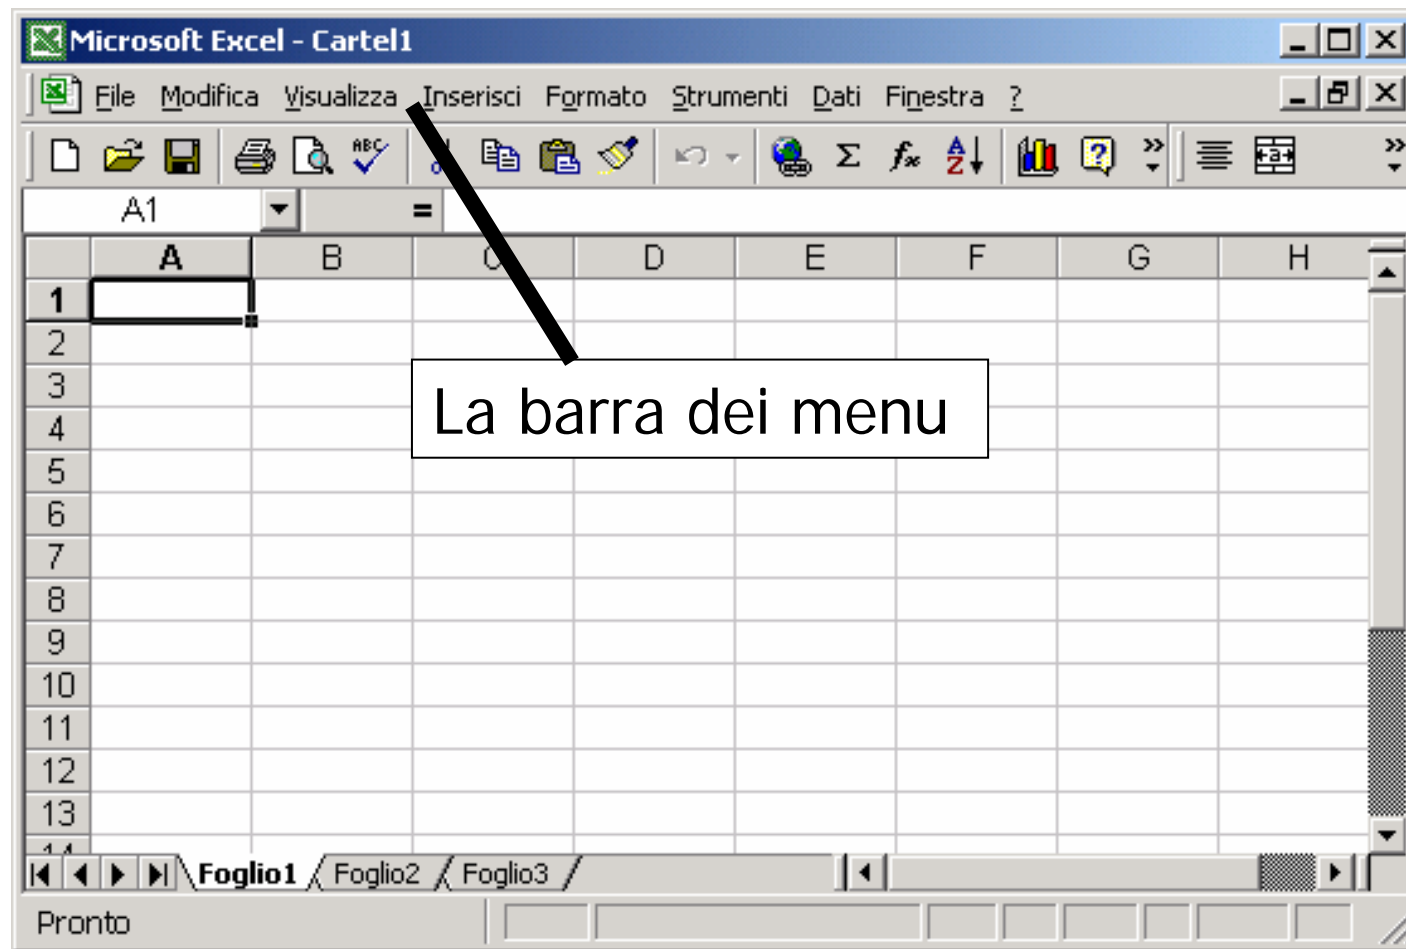 Microsoft Excel - Cartel1
File Modifica Visualizza Inserisci Formato Strumenti Dati Finestra ?
A1 =
A B C D E F G H
1
2
3
La barra dei menu
4
5
6
7
8
9
10
11
12
13
14
Foglio1 Foglio2 Foglio3
Pronto